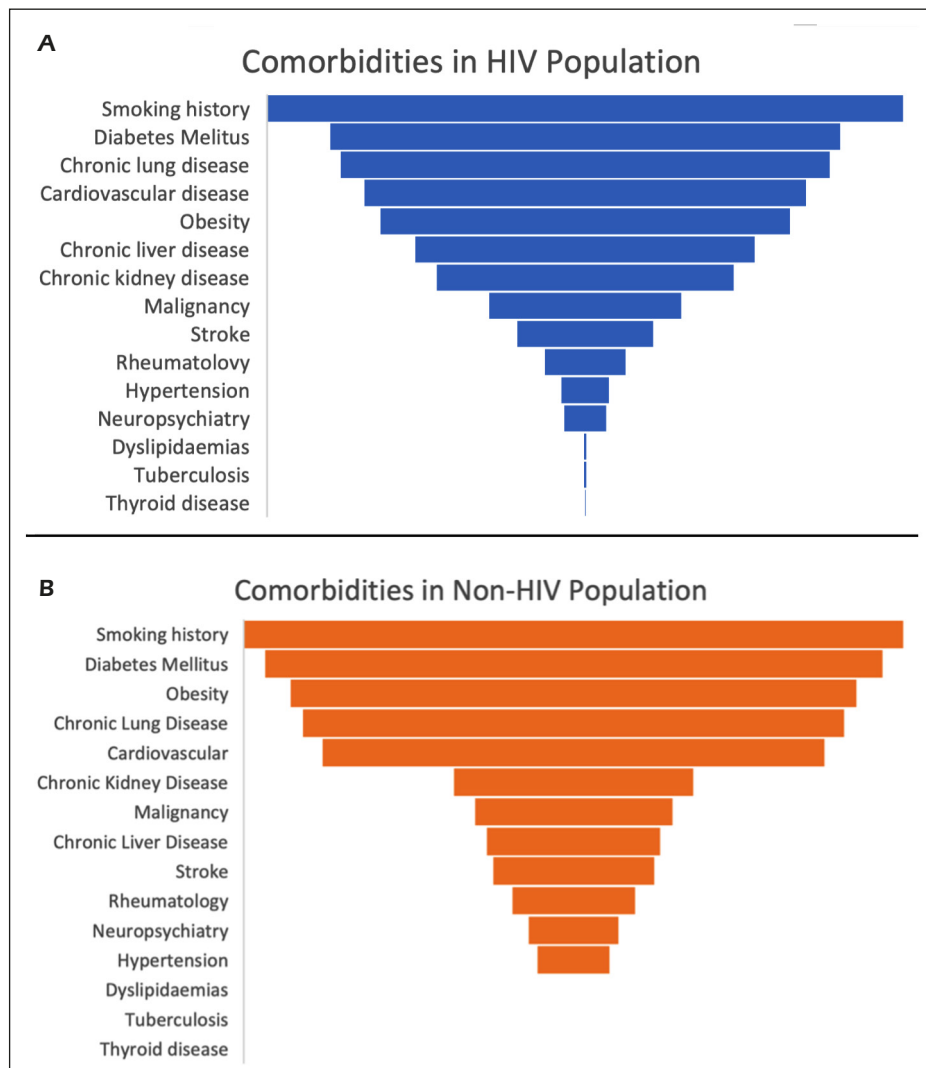 A
Comorbidities in HIV Population
Smoking history
Diabetes Melitus
Chronic lung disease
Cardiovascular disease
Obesity
Chronic liver disease
Chronic kidney disease
Malignancy
Stroke
Rheumatolovy
Hypertension
Neuropsychiatry
Dyslipidaemias
Tuberculosis
Thyroid disease
B
Comorbidities in Non-HIV Population
Smoking history
Diabetes Mellitus
Obesity
Chronic Lung Disease
Cardiovascular
Chronic Kidney Disease
Malignancy
Chronic Liver Disease
Stroke
Rheumatology
Neuropsychiatry
Hypertension
Dyslipidaemias
Tuberculosis
Thyroid disease